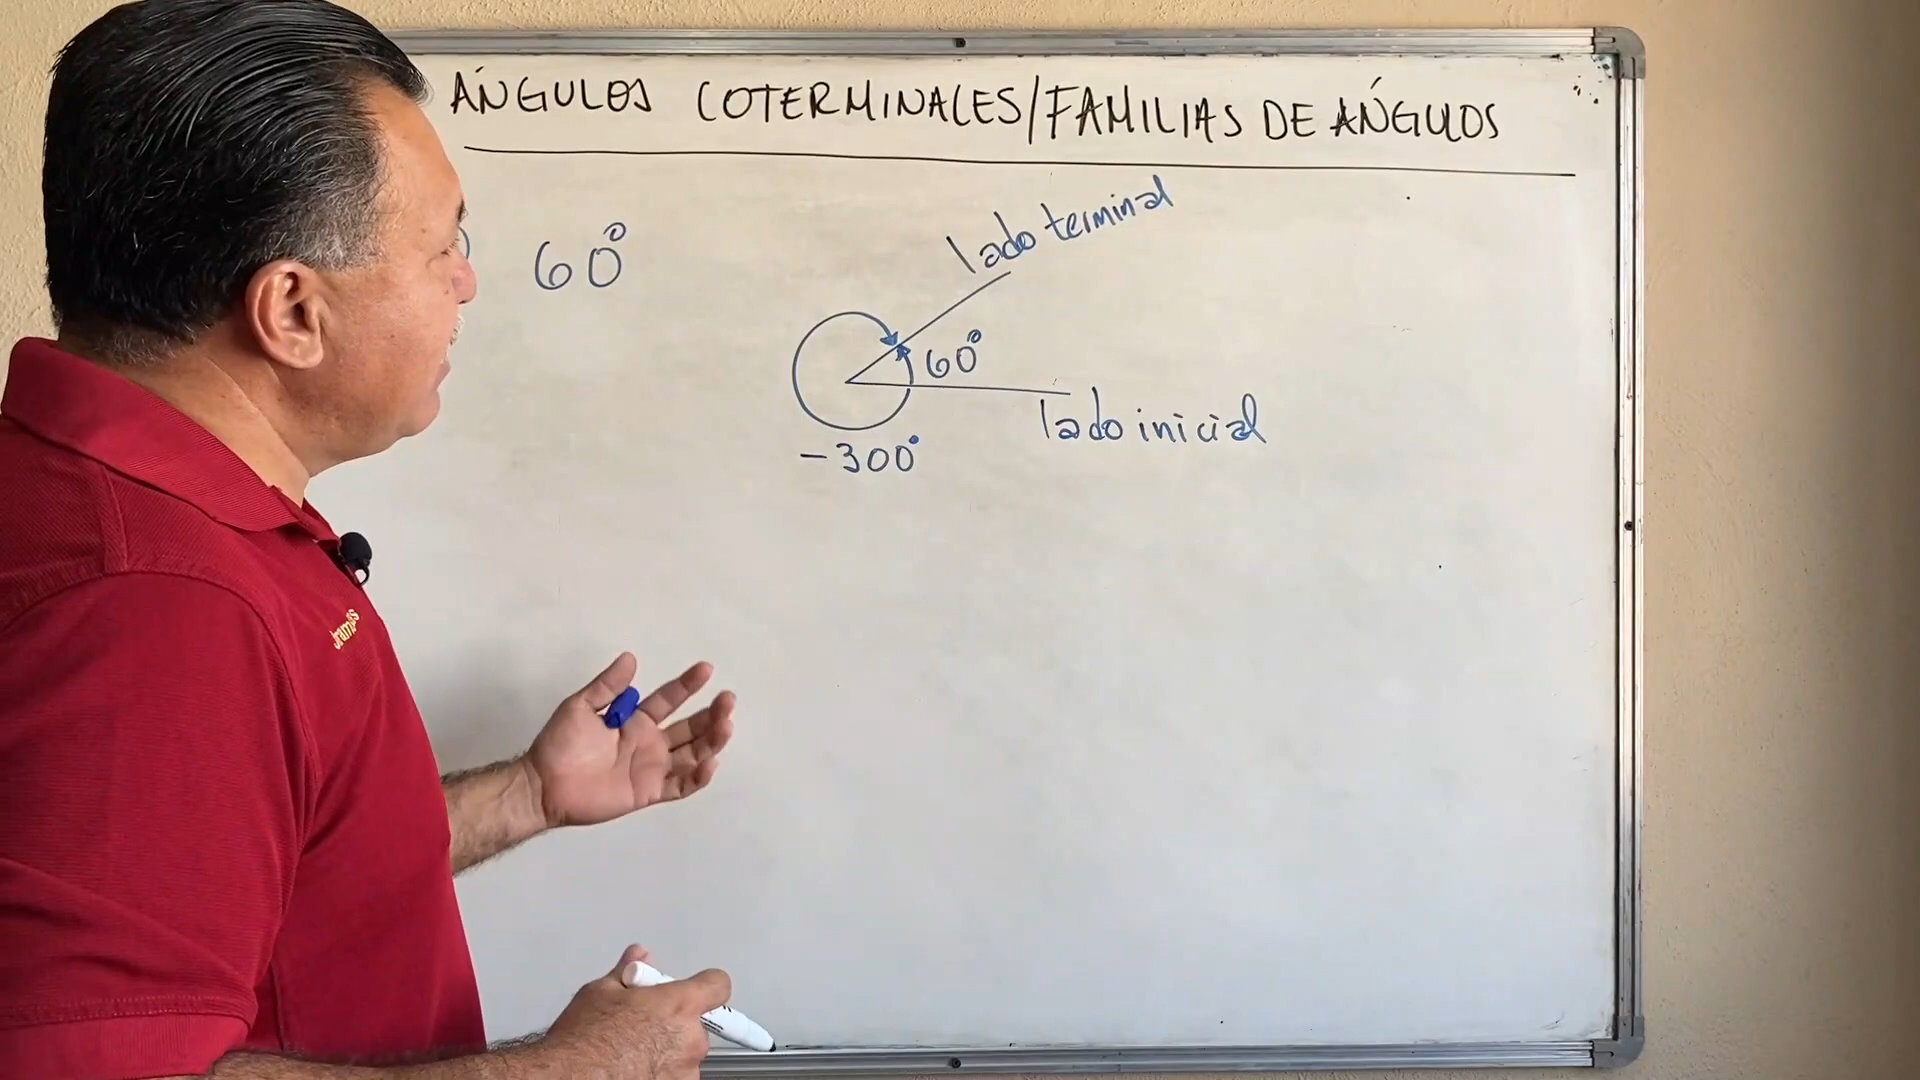 ÁNGULOS COTERMINALES/FAMILIAS DE ÁNGULOS
60°
lado terminal
60°
lado inicial
-300°